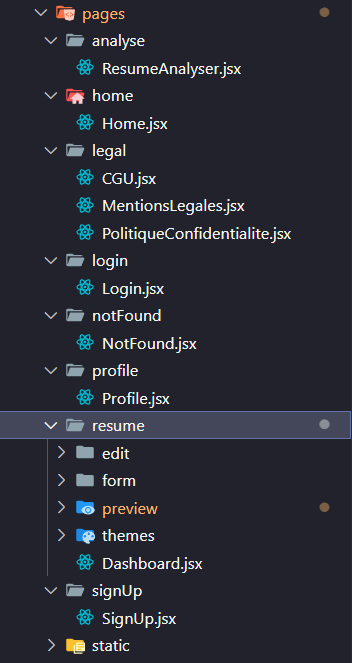 pages
analyse
ResumeAnalyser.jsx
home
Home.jsx
legal
CGU.jsx
MentionsLegales.jsx
PolitiqueConfidentialite.jsx
login
Login.jsx
notFound
NotFound.jsx
profile
Profile.jsx
resume
edit
form
preview
themes
Dashboard.jsx
signUp
SignUp.jsx
static